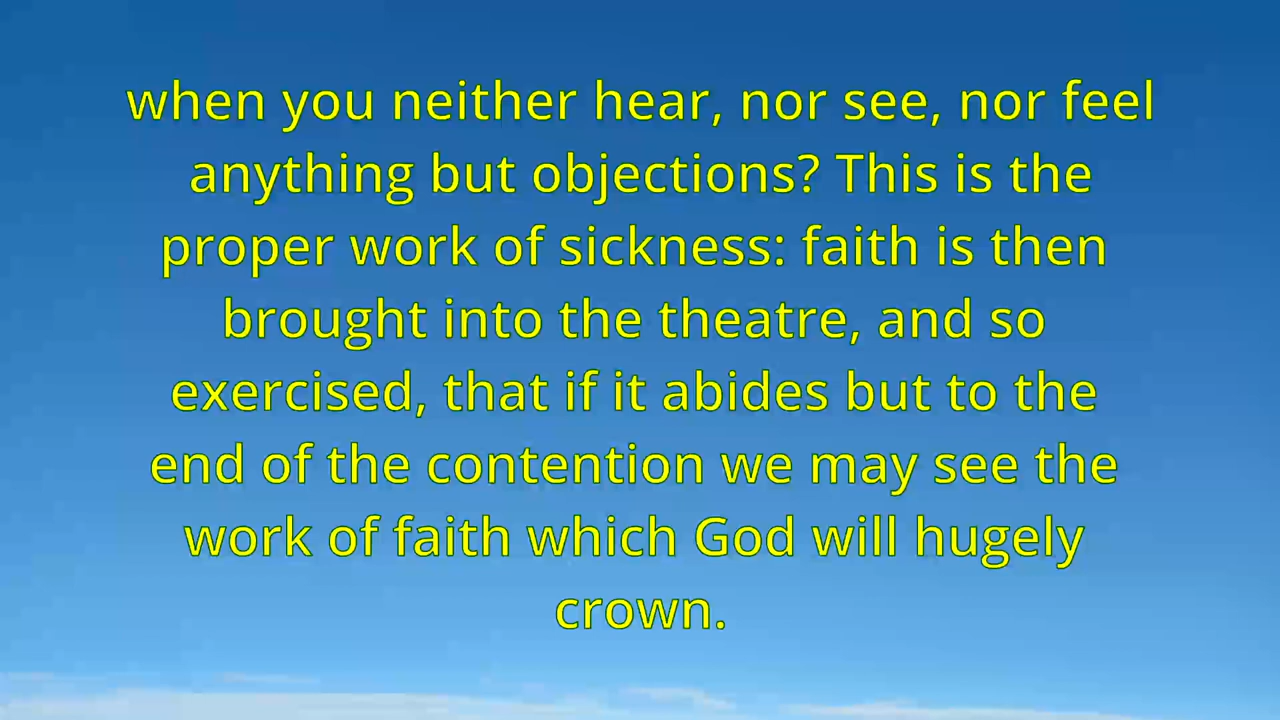 when you neither hear, nor see, nor feel
anything but objections? This is the
proper work of sickness: faith is then
brought into the theatre, and so
exercised, that if it abides but to the
end of the contention we may see the
work of faith which God will hugely
crown.